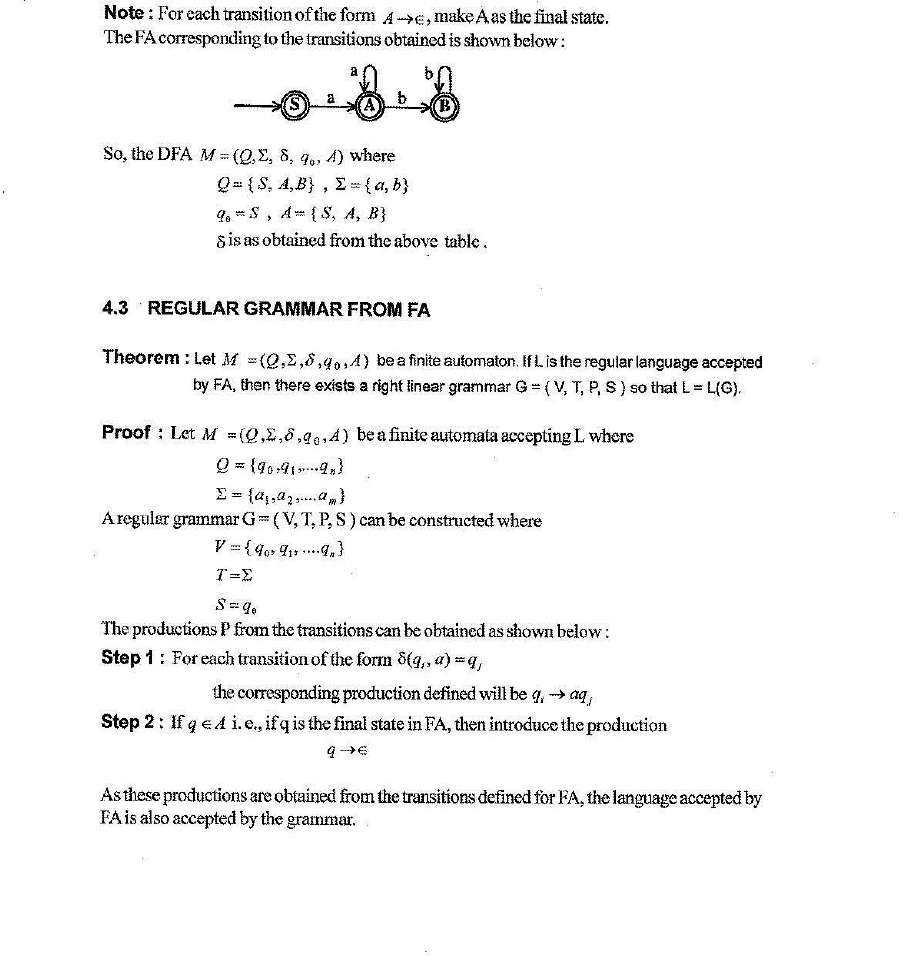 Note : For each transition of the form A →∈, make A as the final state.
The FA corresponding to the transitions obtained is shown below :
a b
S a A b B
So, the DFA M = (Q, Σ, δ, q₀, A) where
Q = { S, A,B} , Σ = { a, b}
q₀ = S , A = { S, A, B}
δ is as obtained from the above table .
4.3 REGULAR GRAMMAR FROM FA
Theorem : Let M = (Q,Σ,δ,q₀,A) be a finite automaton. If L is the regular language accepted
by FA, then there exists a right linear grammar G = ( V, T, P, S ) so that L = L(G).
Proof : Let M = (Q,Σ,δ,q₀,A) be a finite automata accepting L where
Q = {q₀,q₁,....qₙ}
Σ = {a₁,a₂,....aₘ}
A regular grammar G = ( V, T, P, S ) can be constructed where
V = { q₀, q₁, ....qₙ}
T = Σ
S = q₀
The productions P from the transitions can be obtained as shown below :
Step 1 : For each transition of the form δ(qᵢ, a) = qⱼ
the corresponding production defined will be qᵢ → aqⱼ
Step 2 : If q ∈ A i. e., if q is the final state in FA, then introduce the production
q →∈
As these productions are obtained from the transitions defined for FA, the language accepted by
FA is also accepted by the grammar.